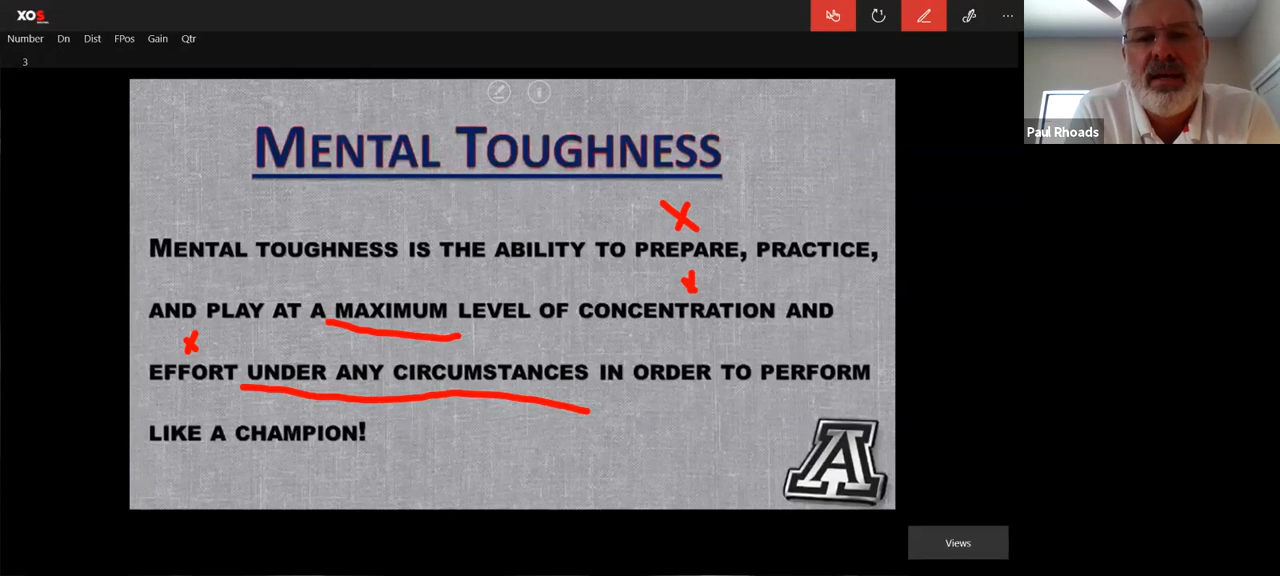 XOS
Number Dn Dist FPos Gain Qtr
3
Paul Rhoads
MENTAL TOUGHNESS
MENTAL TOUGHNESS IS THE ABILITY TO PREPARE, PRACTICE,
AND PLAY AT A MAXIMUM LEVEL OF CONCENTRATION AND
EFFORT UNDER ANY CIRCUMSTANCES IN ORDER TO PERFORM
LIKE A CHAMPION!
A
Views